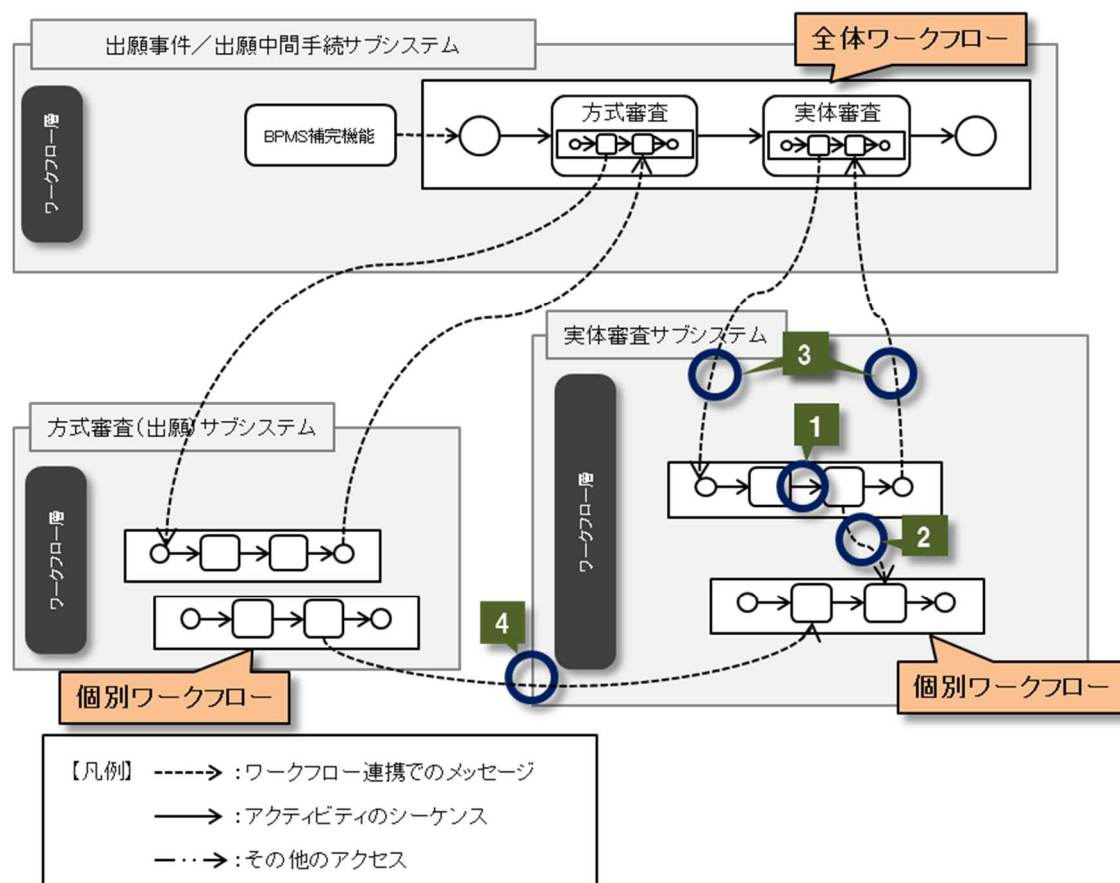 出願事件／出願中間手続サブシステム
全体ワークフロー
ワークフロー層
BPMS補完機能
方式審査
実体審査
実体審査サブシステム
3
方式審査(出願)サブシステム
1
ワークフロー層
ワークフロー層
2
4
個別ワークフロー
個別ワークフロー
【凡例】
:ワークフロー連携でのメッセージ
:アクティビティのシーケンス
:その他のアクセス